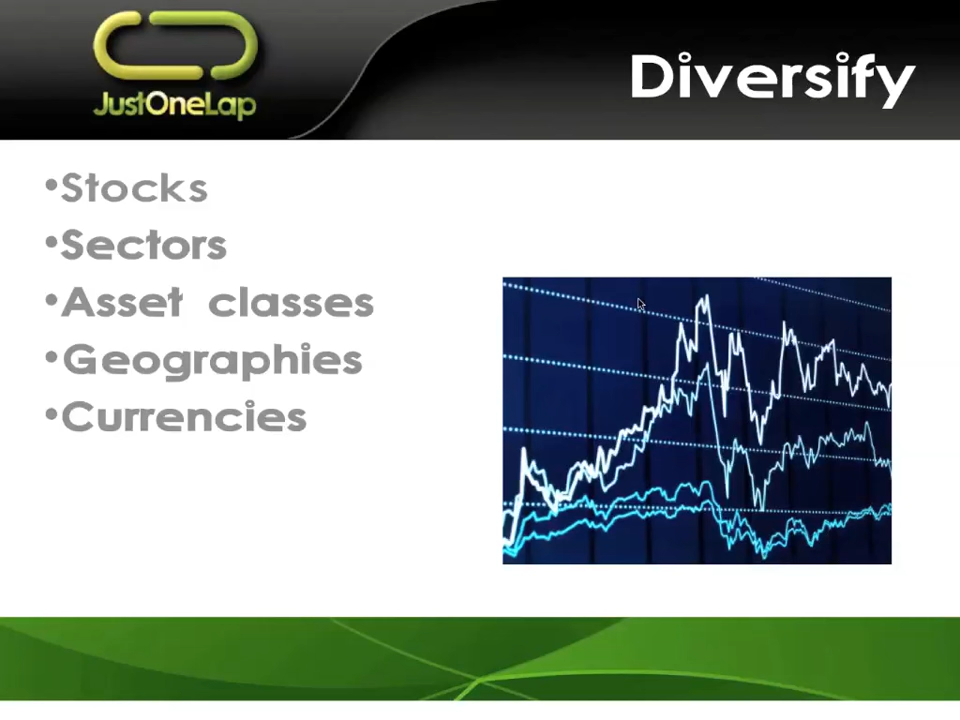 JustOneLap
Diversify
•Stocks
•Sectors
•Asset classes
•Geographies
•Currencies